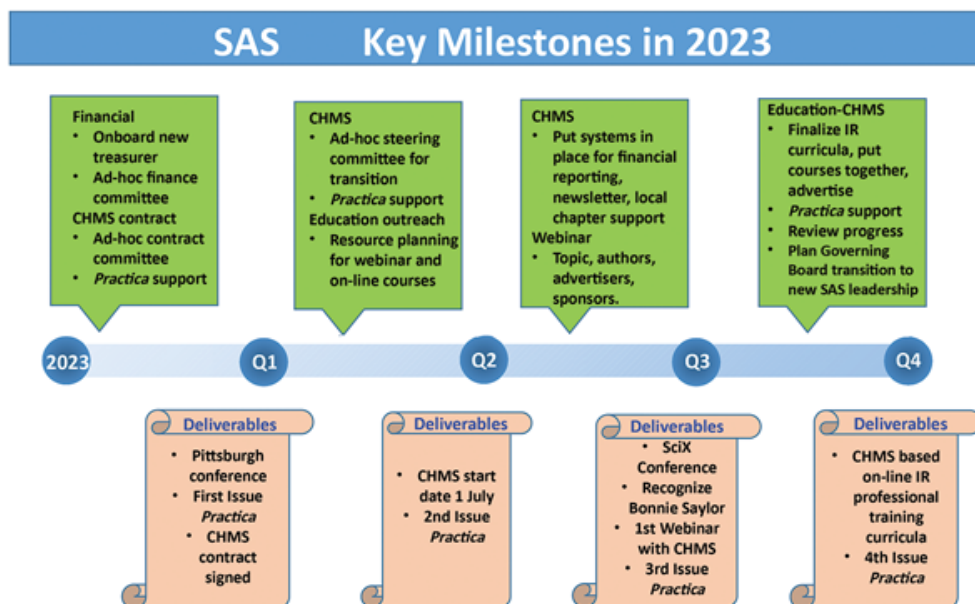 SAS Key Milestones in 2023
Financial
• Onboard new
treasurer
• Ad-hoc finance
committee
CHMS contract
• Ad-hoc contract
committee
• Practica support
CHMS
• Ad-hoc steering
committee for
transition
• Practica support
Education outreach
• Resource planning
for webinar and
on-line courses
CHMS
• Put systems in
place for financial
reporting,
newsletter, local
chapter support
Webinar
• Topic, authors,
advertisers,
sponsors.
Education-CHMS
• Finalize IR
curricula, put
courses together,
advertise
• Practica support
• Review progress
• Plan Governing
Board transition to
new SAS leadership
2023
Q1
Q2
Q3
Q4
Deliverables
• Pittsburgh
conference
• First Issue
Practica
• CHMS
contract
signed
Deliverables
• CHMS start
date 1 July
• 2nd Issue
Practica
Deliverables
• SciX
Conference
• Recognize
Bonnie Saylor
• 1st Webinar
with CHMS
• 3rd Issue
Practica
Deliverables
• CHMS based
on-line IR
professional
training
curricula
• 4th Issue
Practica